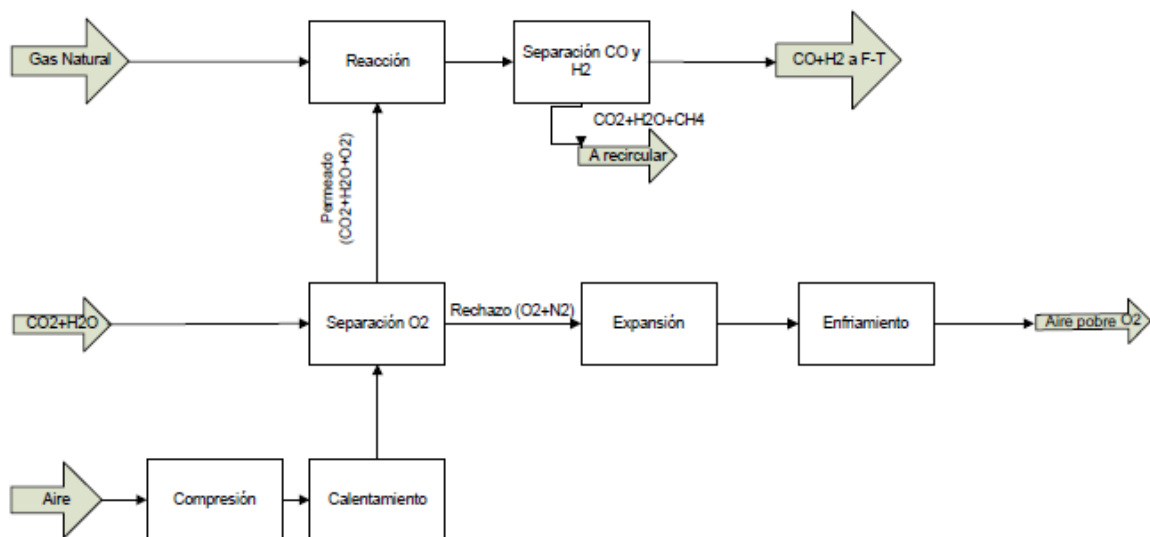 Gas Natural
Reacción
Separación CO y
H2
CO+H2 a F-T
CO2+H2O+CH4
A recircular
Permeado
(CO2+H2O+O2)
CO2+H2O
Separación O2
Rechazo (O2+N2)
Expansión
Enfriamiento
Aire pobre O2
Aire
Compresión
Calentamiento